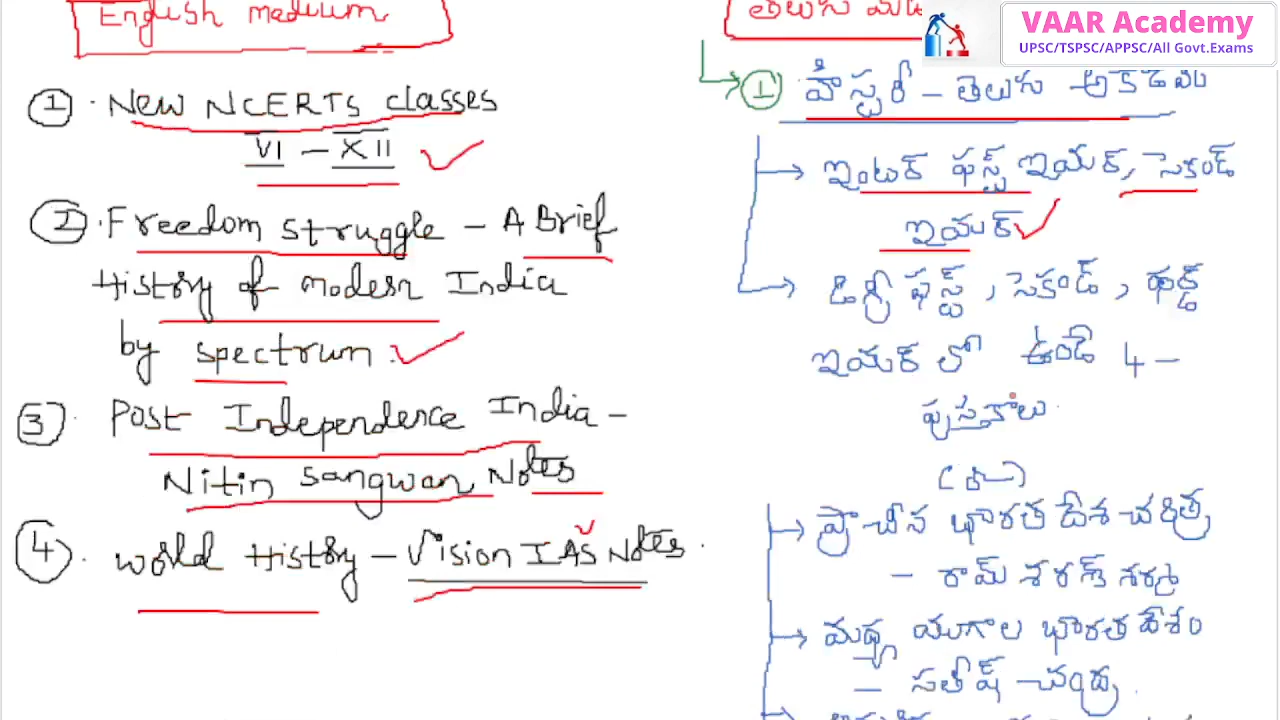 English medium
① · New NCERTs classes
VI – XII
② · Freedom struggle – A Brief
History of modern India
by spectrum .
③ · Post Independence India –
Nitin Sangwan Notes
④ · World History – Vision IAS Notes .
తెలుగు
VAAR Academy
UPSC/TSPSC/APPSC/All Govt.Exams
① హిస్టరీ – తెలుగు అకాడమి
→ ఇంటర్ ఫస్ట్ ఇయర్, సెకండ్
ఇయర్
→ డిగ్రీ ఫస్ట్ , సెకండ్ , థర్డ్
ఇయర్ లో ఉండే 4 –
పుస్తకాలు .
(లేదా)
→ ప్రాచీన భారత దేశ చరిత్ర
– రామ్ శరణ్ శర్మ
→ మధ్య యుగాల భారత దేశం
– సతీష్ – చంద్ర .